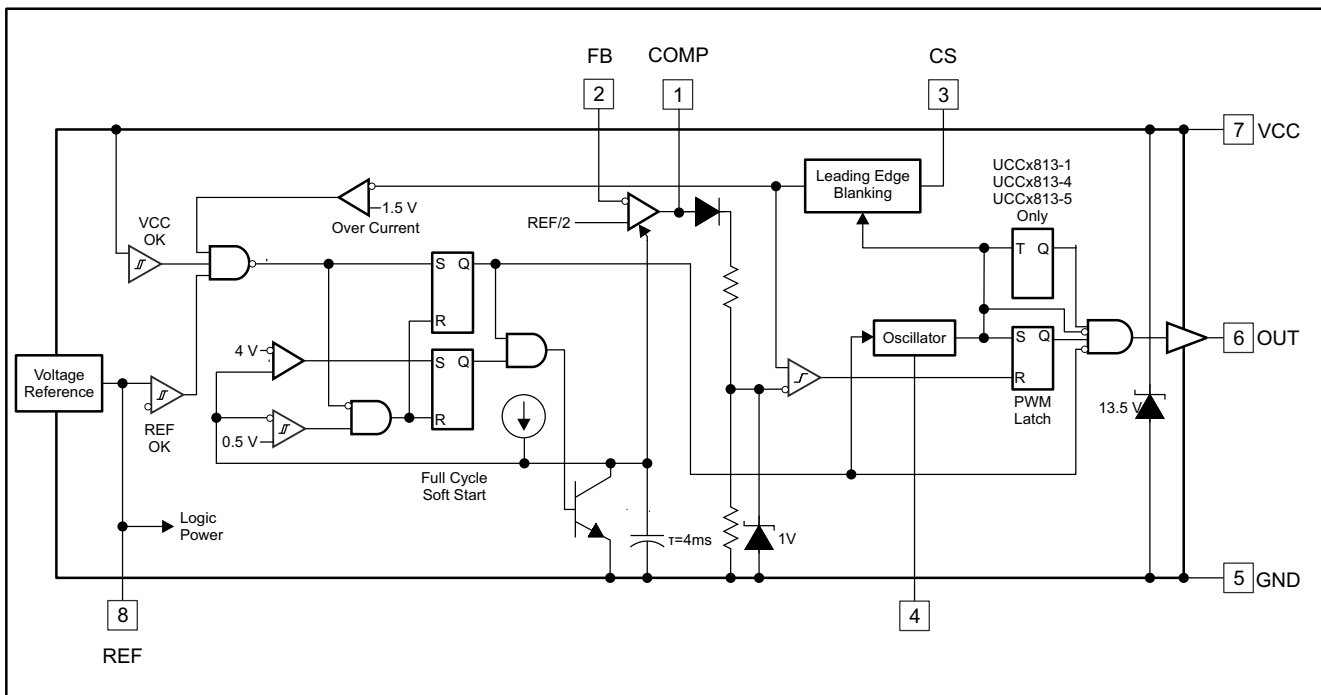 FB
COMP
CS
2
1
3
7
VCC
UCCx813-1
UCCx813-4
UCCx813-5
Only
Leading Edge
Blanking
1.5 V
Over Current
REF/2
VCC
OK
T
Q
S
Q
R
Oscillator
S
Q
R
PWM
Latch
6
OUT
4 V
S
Q
R
Voltage
Reference
REF
OK
0.5 V
13.5 V
Full Cycle
Soft Start
Logic
Power
τ=4ms
1V
5
GND
8
4
REF